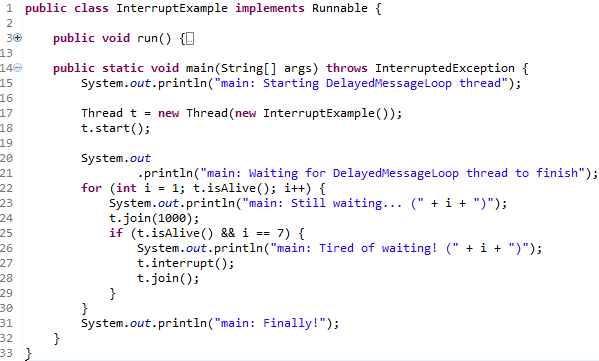 1 public class InterruptExample implements Runnable {
2
3 public void run() {
13
14 public static void main(String[] args) throws InterruptedException {
15 System.out.println("main: Starting DelayedMessageLoop thread");
16
17 Thread t = new Thread(new InterruptExample());
18 t.start();
19
20 System.out
21 .println("main: Waiting for DelayedMessageLoop thread to finish");
22 for (int i = 1; t.isAlive(); i++) {
23 System.out.println("main: Still waiting... (" + i + ")");
24 t.join(1000);
25 if (t.isAlive() && i == 7) {
26 System.out.println("main: Tired of waiting! (" + i + ")");
27 t.interrupt();
28 t.join();
29 }
30 }
31 System.out.println("main: Finally!");
32 }
33 }